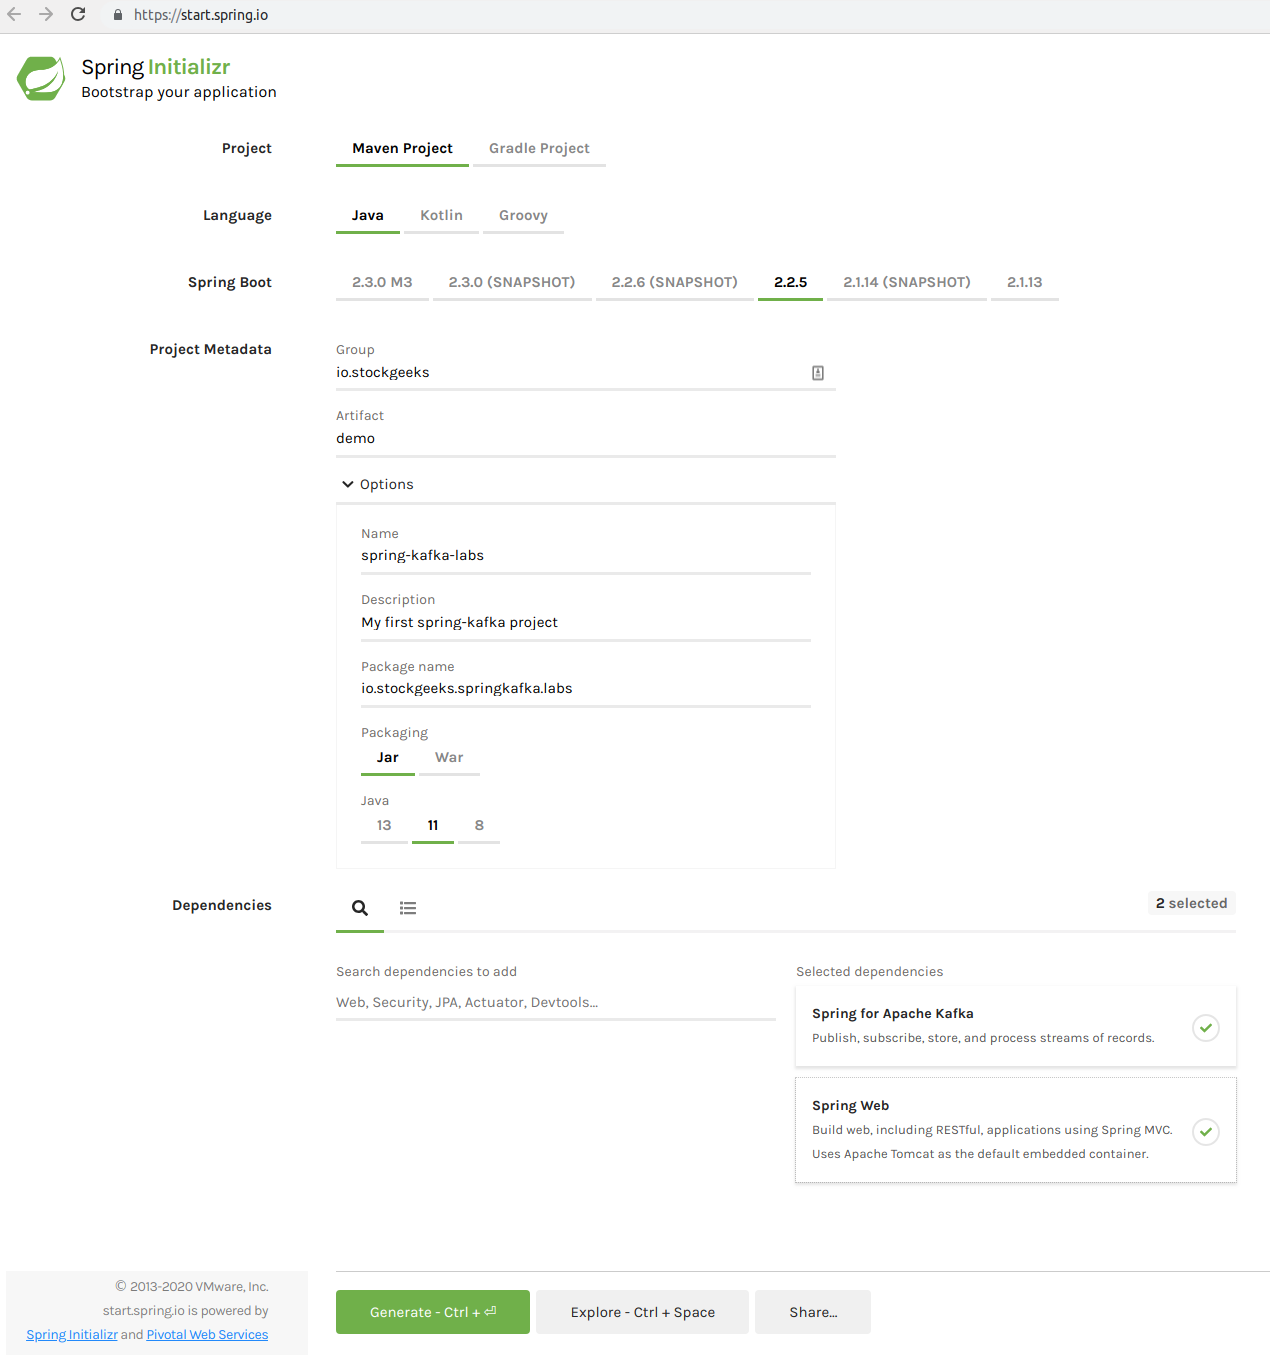 https://start.spring.io
Spring Initializr
Bootstrap your application
Project
Maven Project Gradle Project
Language
Java Kotlin Groovy
Spring Boot
2.3.0 M3 2.3.0 (SNAPSHOT) 2.2.6 (SNAPSHOT) 2.2.5 2.1.14 (SNAPSHOT) 2.1.13
Project Metadata
Group
io.stockgeeks
Artifact
demo
Options
Name
spring-kafka-labs
Description
My first spring-kafka project
Package name
io.stockgeeks.springkafka.labs
Packaging
Jar War
Java
13 11 8
Dependencies
2 selected
Search dependencies to add
Web, Security, JPA, Actuator, Devtools...
Selected dependencies
Spring for Apache Kafka
Publish, subscribe, store, and process streams of records.
Spring Web
Build web, including RESTful, applications using Spring MVC.
Uses Apache Tomcat as the default embedded container.
© 2013-2020 VMware, Inc.
start.spring.io is powered by
Spring Initializr and Pivotal Web Services
Generate - Ctrl + ⏎
Explore - Ctrl + Space
Share...